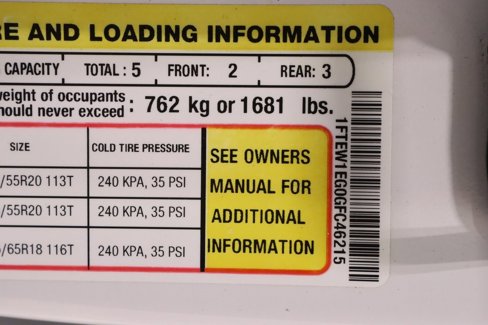 RE AND LOADING INFORMATION
CAPACITY TOTAL : 5 FRONT: 2 REAR: 3
weight of occupants
hould never exceed : 762 kg or 1681 lbs.
SIZE COLD TIRE PRESSURE
/55R20 113T 240 KPA, 35 PSI
/55R20 113T 240 KPA, 35 PSI
/65R18 116T 240 KPA, 35 PSI
SEE OWNERS
MANUAL FOR
ADDITIONAL
INFORMATION
1FTEW1EG0GFC46215